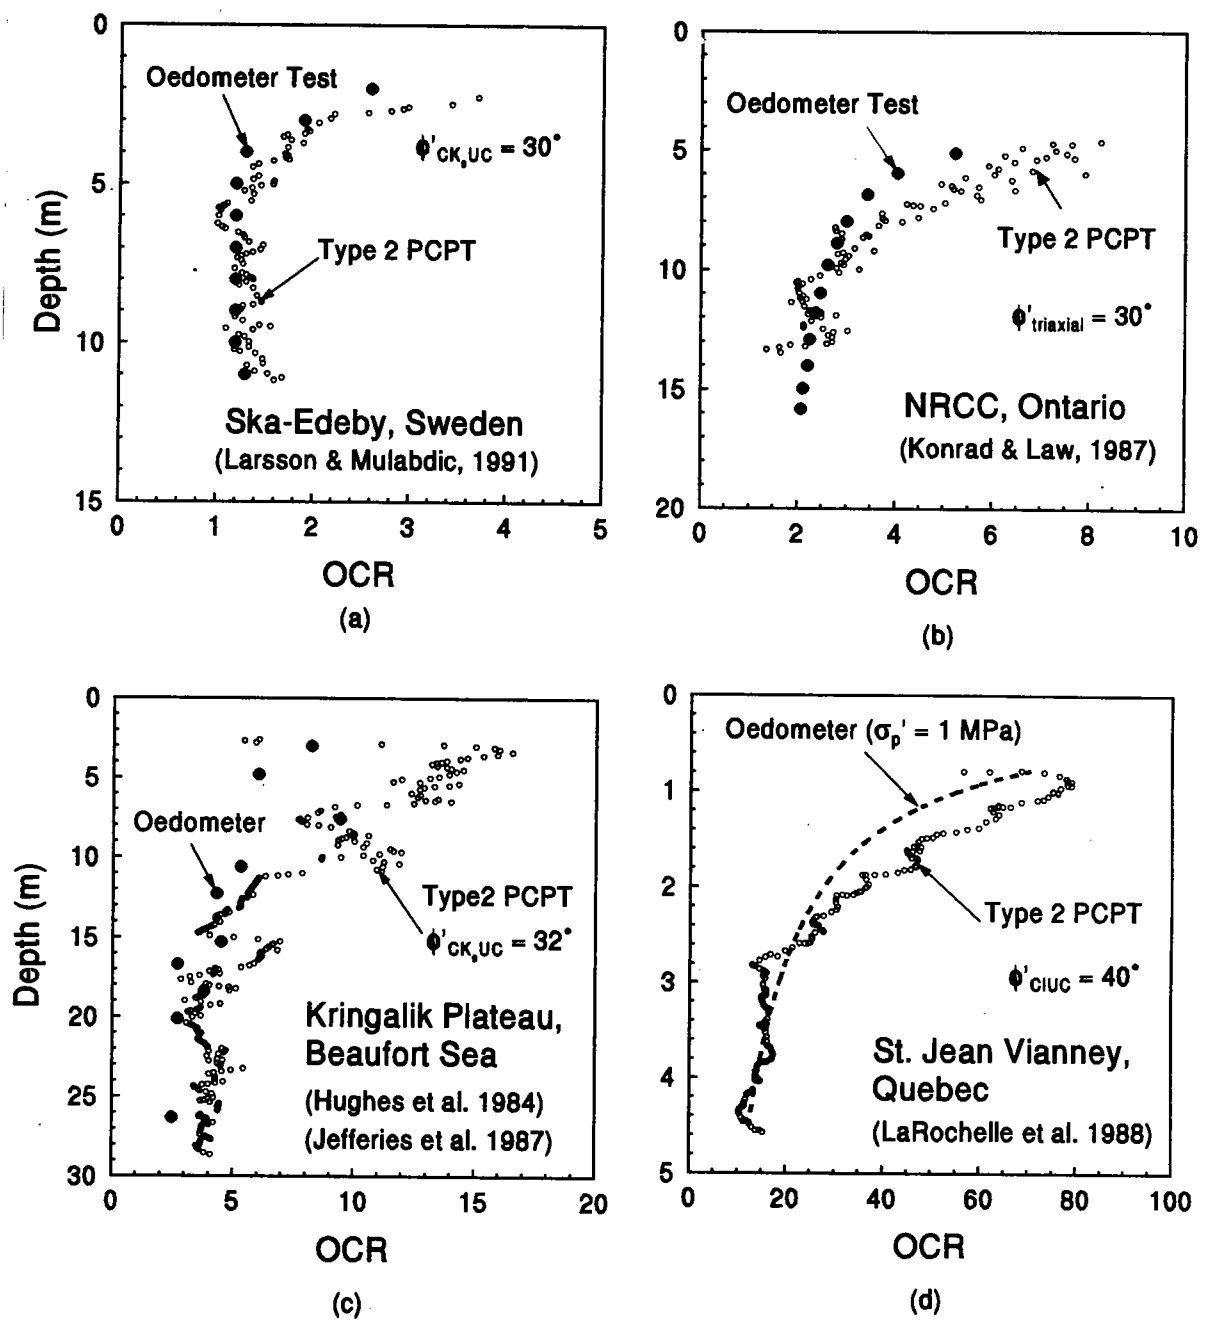 0
5
10
15
Depth (m)
Oedometer Test
ϕ'CK₀UC = 30°
Type 2 PCPT
Ska-Edeby, Sweden
(Larsson & Mulabdic, 1991)
0 1 2 3 4 5
OCR
(a)
0
5
10
15
20
Oedometer Test
Type 2 PCPT
ϕ'triaxial = 30°
NRCC, Ontario
(Konrad & Law, 1987)
0 2 4 6 8 10
OCR
(b)
0
5
10
15
20
25
30
Depth (m)
Oedometer
Type2 PCPT
ϕ'CK₀UC = 32°
Kringalik Plateau,
Beaufort Sea
(Hughes et al. 1984)
(Jefferies et al. 1987)
0 5 10 15 20
OCR
(c)
0
1
2
3
4
5
Oedometer (σp' = 1 MPa)
Type 2 PCPT
ϕ'CIUC = 40°
St. Jean Vianney,
Quebec
(LaRochelle et al. 1988)
0 20 40 60 80 100
OCR
(d)